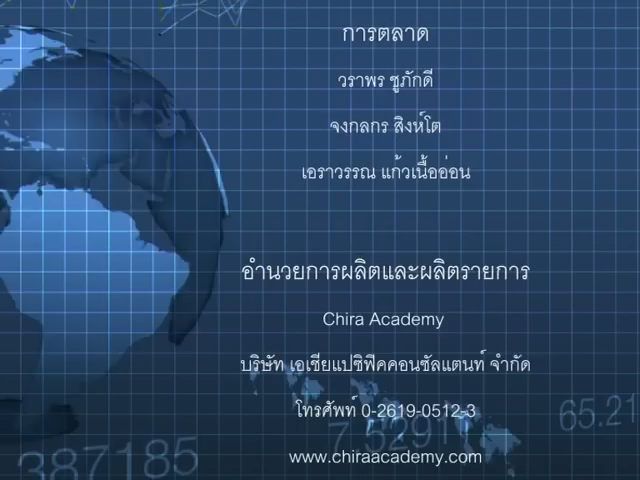 การตลาด
วราพร ชูภักดี
จงกลกร สิงห์โต
เอราวรรณ แก้วเนื้ออ่อน
อำนวยการผลิตและผลิตรายการ
Chira Academy
บริษัท เอเชียแปซิฟิคคอนซัลแตนท์ จำกัด
โทรศัพท์ 0-2619-0512-3
65.21
7.52911
387185
www.chiraacademy.com